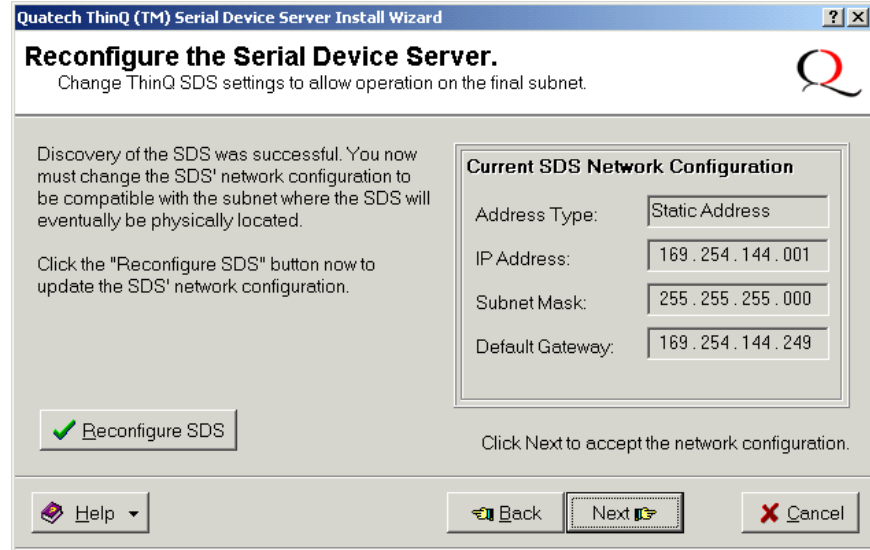 Quatech ThinQ (TM) Serial Device Server Install Wizard
Reconfigure the Serial Device Server.
Change ThinQ SDS settings to allow operation on the final subnet.
Discovery of the SDS was successful. You now
must change the SDS' network configuration to
be compatible with the subnet where the SDS will
eventually be physically located.
Click the "Reconfigure SDS" button now to
update the SDS' network configuration.
Reconfigure SDS
Current SDS Network Configuration
Address Type: Static Address
IP Address: 169 . 254 . 144 . 001
Subnet Mask: 255 . 255 . 255 . 000
Default Gateway: 169 . 254 . 144 . 249
Click Next to accept the network configuration.
Help
Back
Next
Cancel